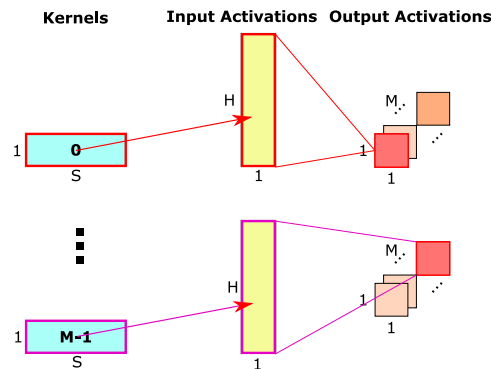 Kernels Input Activations Output Activations
H
M
...
1 0 1 ...
S 1 1
M
H ...
1 ...
1 M-1 1
S 1